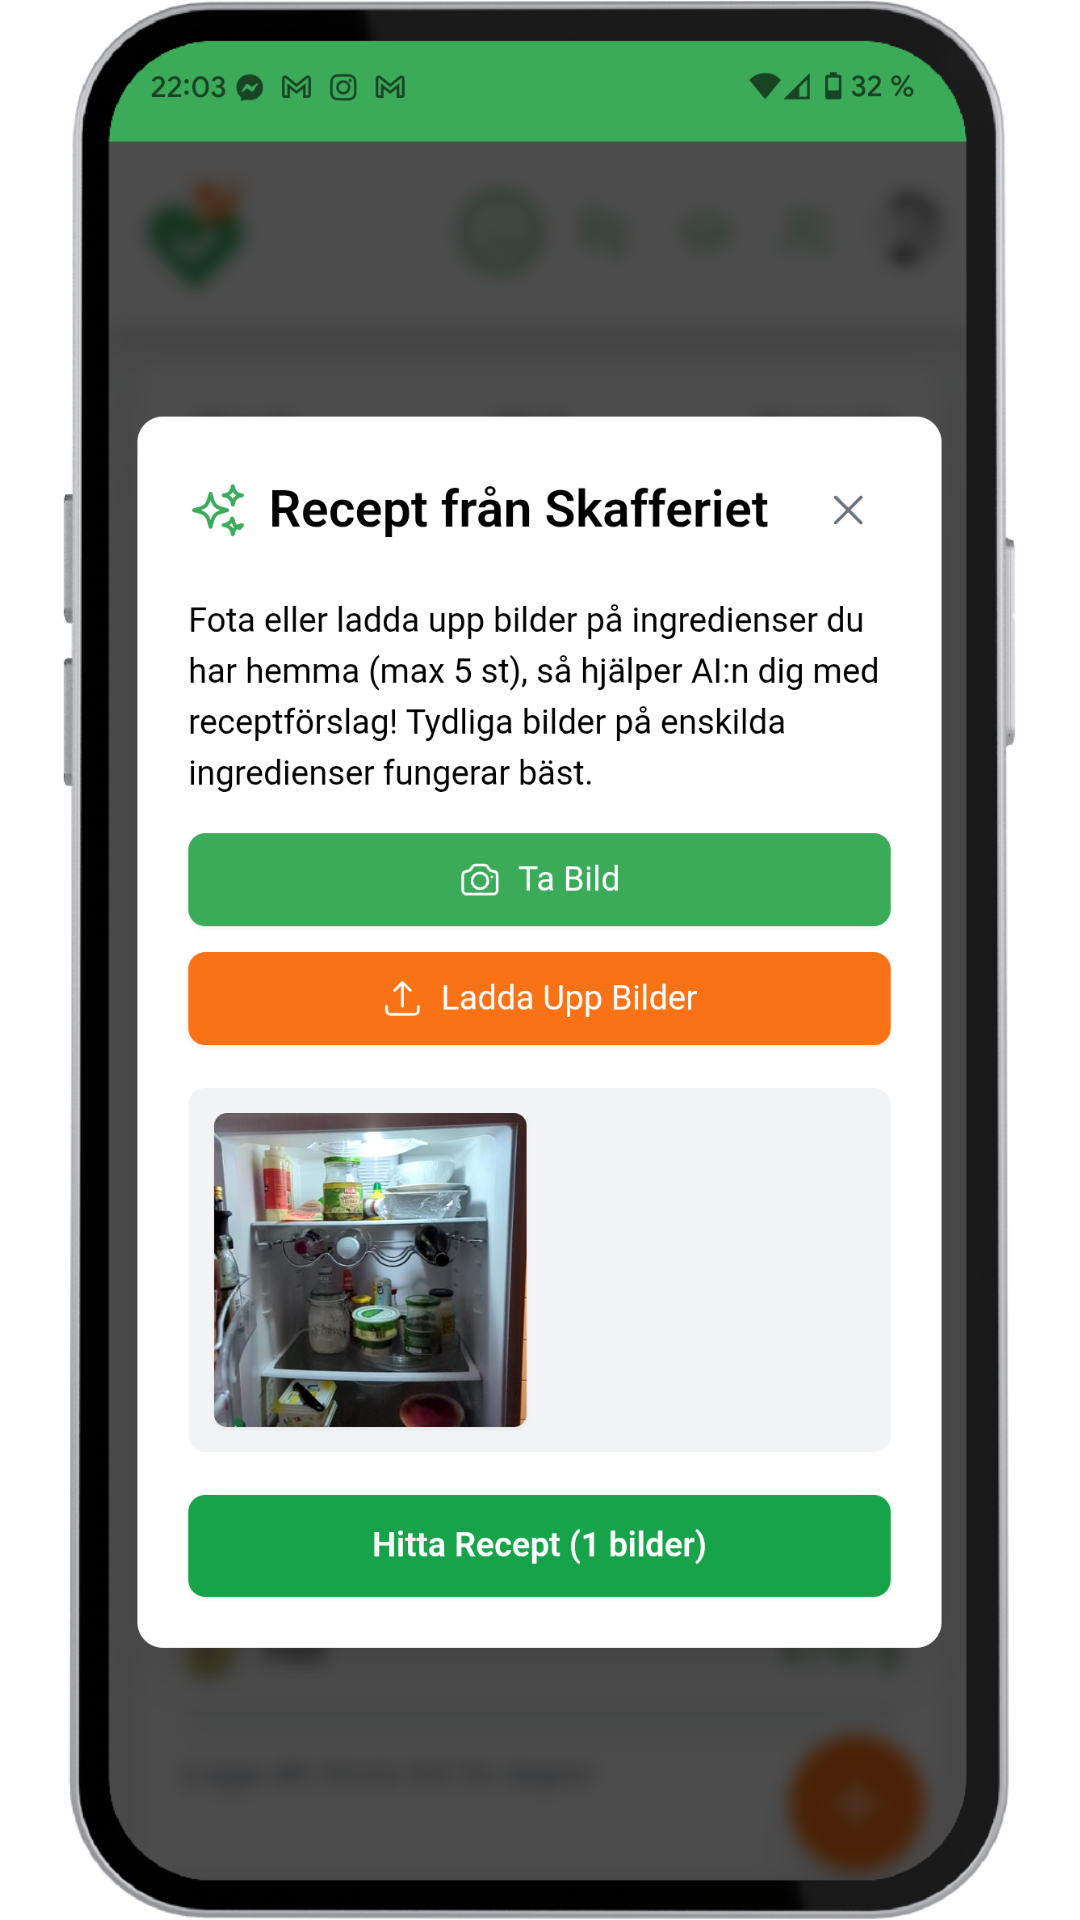 22:03
32 %
Recept från Skafferiet
Fota eller ladda upp bilder på ingredienser du
har hemma (max 5 st), så hjälper AI:n dig med
receptförslag! Tydliga bilder på enskilda
ingredienser fungerar bäst.
Ta Bild
Ladda Upp Bilder
Hitta Recept (1 bilder)